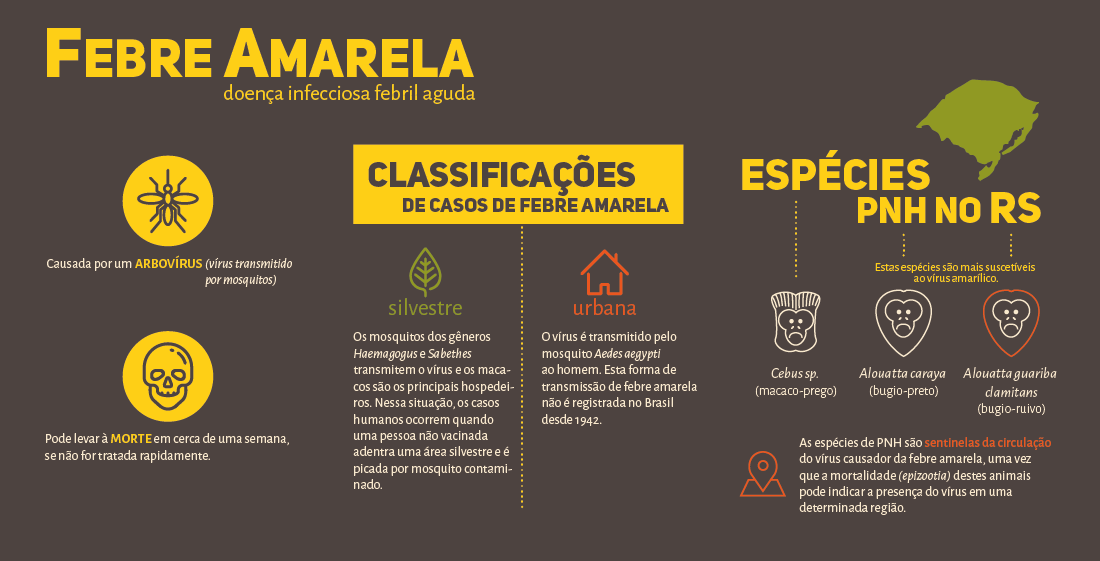 FEBRE AMARELA
doença infecciosa febril aguda
Causada por um ARBOVÍRUS (vírus transmitido
por mosquitos)
Pode levar à MORTE em cerca de uma semana,
se não for tratada rapidamente.
CLASSIFICAÇÕES
DE CASOS DE FEBRE AMARELA
silvestre
Os mosquitos dos gêneros
Haemagogus e Sabethes
transmitem o vírus e os maca-
cos são os principais hospedei-
ros. Nessa situação, os casos
humanos ocorrem quando
uma pessoa não vacinada
adentra uma área silvestre e é
picada por mosquito contami-
nado.
urbana
O vírus é transmitido pelo
mosquito Aedes aegypti
ao homem. Esta forma de
transmissão de febre amarela
não é registrada no Brasil
desde 1942.
ESPÉCIES
PNH NO RS
Estas espécies são mais suscetíveis
ao vírus amarílico.
Cebus sp.
(macaco-prego)
Alouatta caraya
(bugio-preto)
Alouatta guariba
clamitans
(bugio-ruivo)
As espécies de PNH são sentinelas da circulação
do vírus causador da febre amarela, uma vez
que a mortalidade (epizootia) destes animais
pode indicar a presença do vírus em uma
determinada região.